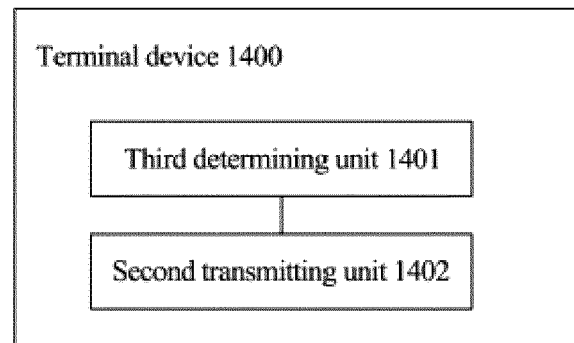 Terminal device 1400
Third determining unit 1401
Second transmitting unit 1402